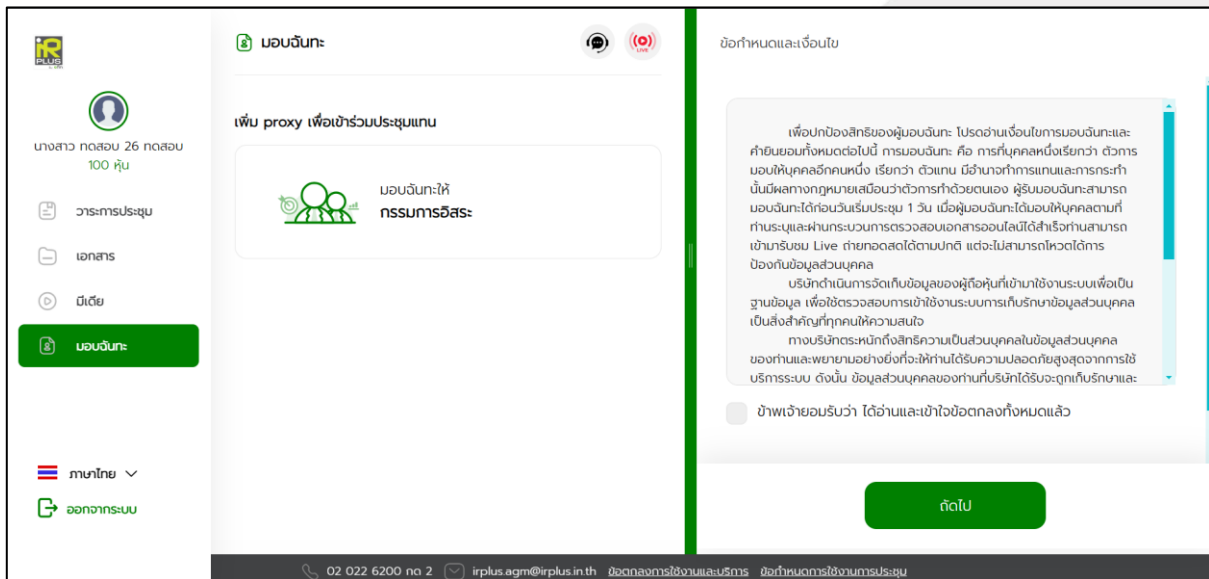 iR
PLUS
นางสาว ทดสอบ 26 ทดสอบ
100 หุ้น
วาระการประชุม
เอกสาร
มีเดีย
มอบฉันทะ
ภาษาไทย
ออกจากระบบ
มอบฉันทะ
LIVE
เพิ่ม proxy เพื่อเข้าร่วมประชุมแทน
มอบฉันทะให้
กรรมการอิสระ
ข้อกำหนดและเงื่อนไข
เพื่อปกป้องสิทธิของผู้มอบฉันทะ โปรดอ่านเงื่อนไขการมอบฉันทะและ
คำยินยอมทั้งหมดต่อไปนี้ การมอบฉันทะ คือ การที่บุคคลหนึ่งเรียกว่า ตัวการ
มอบให้บุคคลอีกคนหนึ่ง เรียกว่า ตัวแทน มีอำนาจทำการแทนและการกระทำ
นั้นมีผลทางกฎหมายเสมือนว่าตัวการทำด้วยตนเอง ผู้รับมอบฉันทะสามารถ
มอบฉันทะได้ก่อนวันเริ่มประชุม 1 วัน เมื่อผู้มอบฉันทะได้มอบให้บุคคลตามที่
ท่านระบุและผ่านกระบวนการตรวจสอบเอกสารออนไลน์ได้สำเร็จท่านสามารถ
เข้ามารับชม Live ถ่ายทอดสดได้ตามปกติ แต่จะไม่สามารถโหวตได้การ
ป้องกันข้อมูลส่วนบุคคล
บริษัทดำเนินการจัดเก็บข้อมูลของผู้ถือหุ้นที่เข้ามาใช้งานระบบเพื่อเป็น
ฐานข้อมูล เพื่อใช้ตรวจสอบการเข้าใช้งานระบบการเก็บรักษาข้อมูลส่วนบุคคล
เป็นสิ่งสำคัญที่ทุกคนให้ความสนใจ
ทางบริษัทตระหนักถึงสิทธิความเป็นส่วนบุคคลในข้อมูลส่วนบุคคล
ของท่านและพยายามอย่างยิ่งที่จะให้ท่านได้รับความปลอดภัยสูงสุดจากการใช้
บริการระบบ ดังนั้น ข้อมูลส่วนบุคคลของท่านที่บริษัทได้รับจะถูกเก็บรักษาและ
ข้าพเจ้ายอมรับว่า ได้อ่านและเข้าใจข้อตกลงทั้งหมดแล้ว
ถัดไป
02 022 6200 กด 2 irplus.agm@irplus.in.th ข้อตกลงการใช้งานและบริการ ข้อกำหนดการใช้งานการประชุม